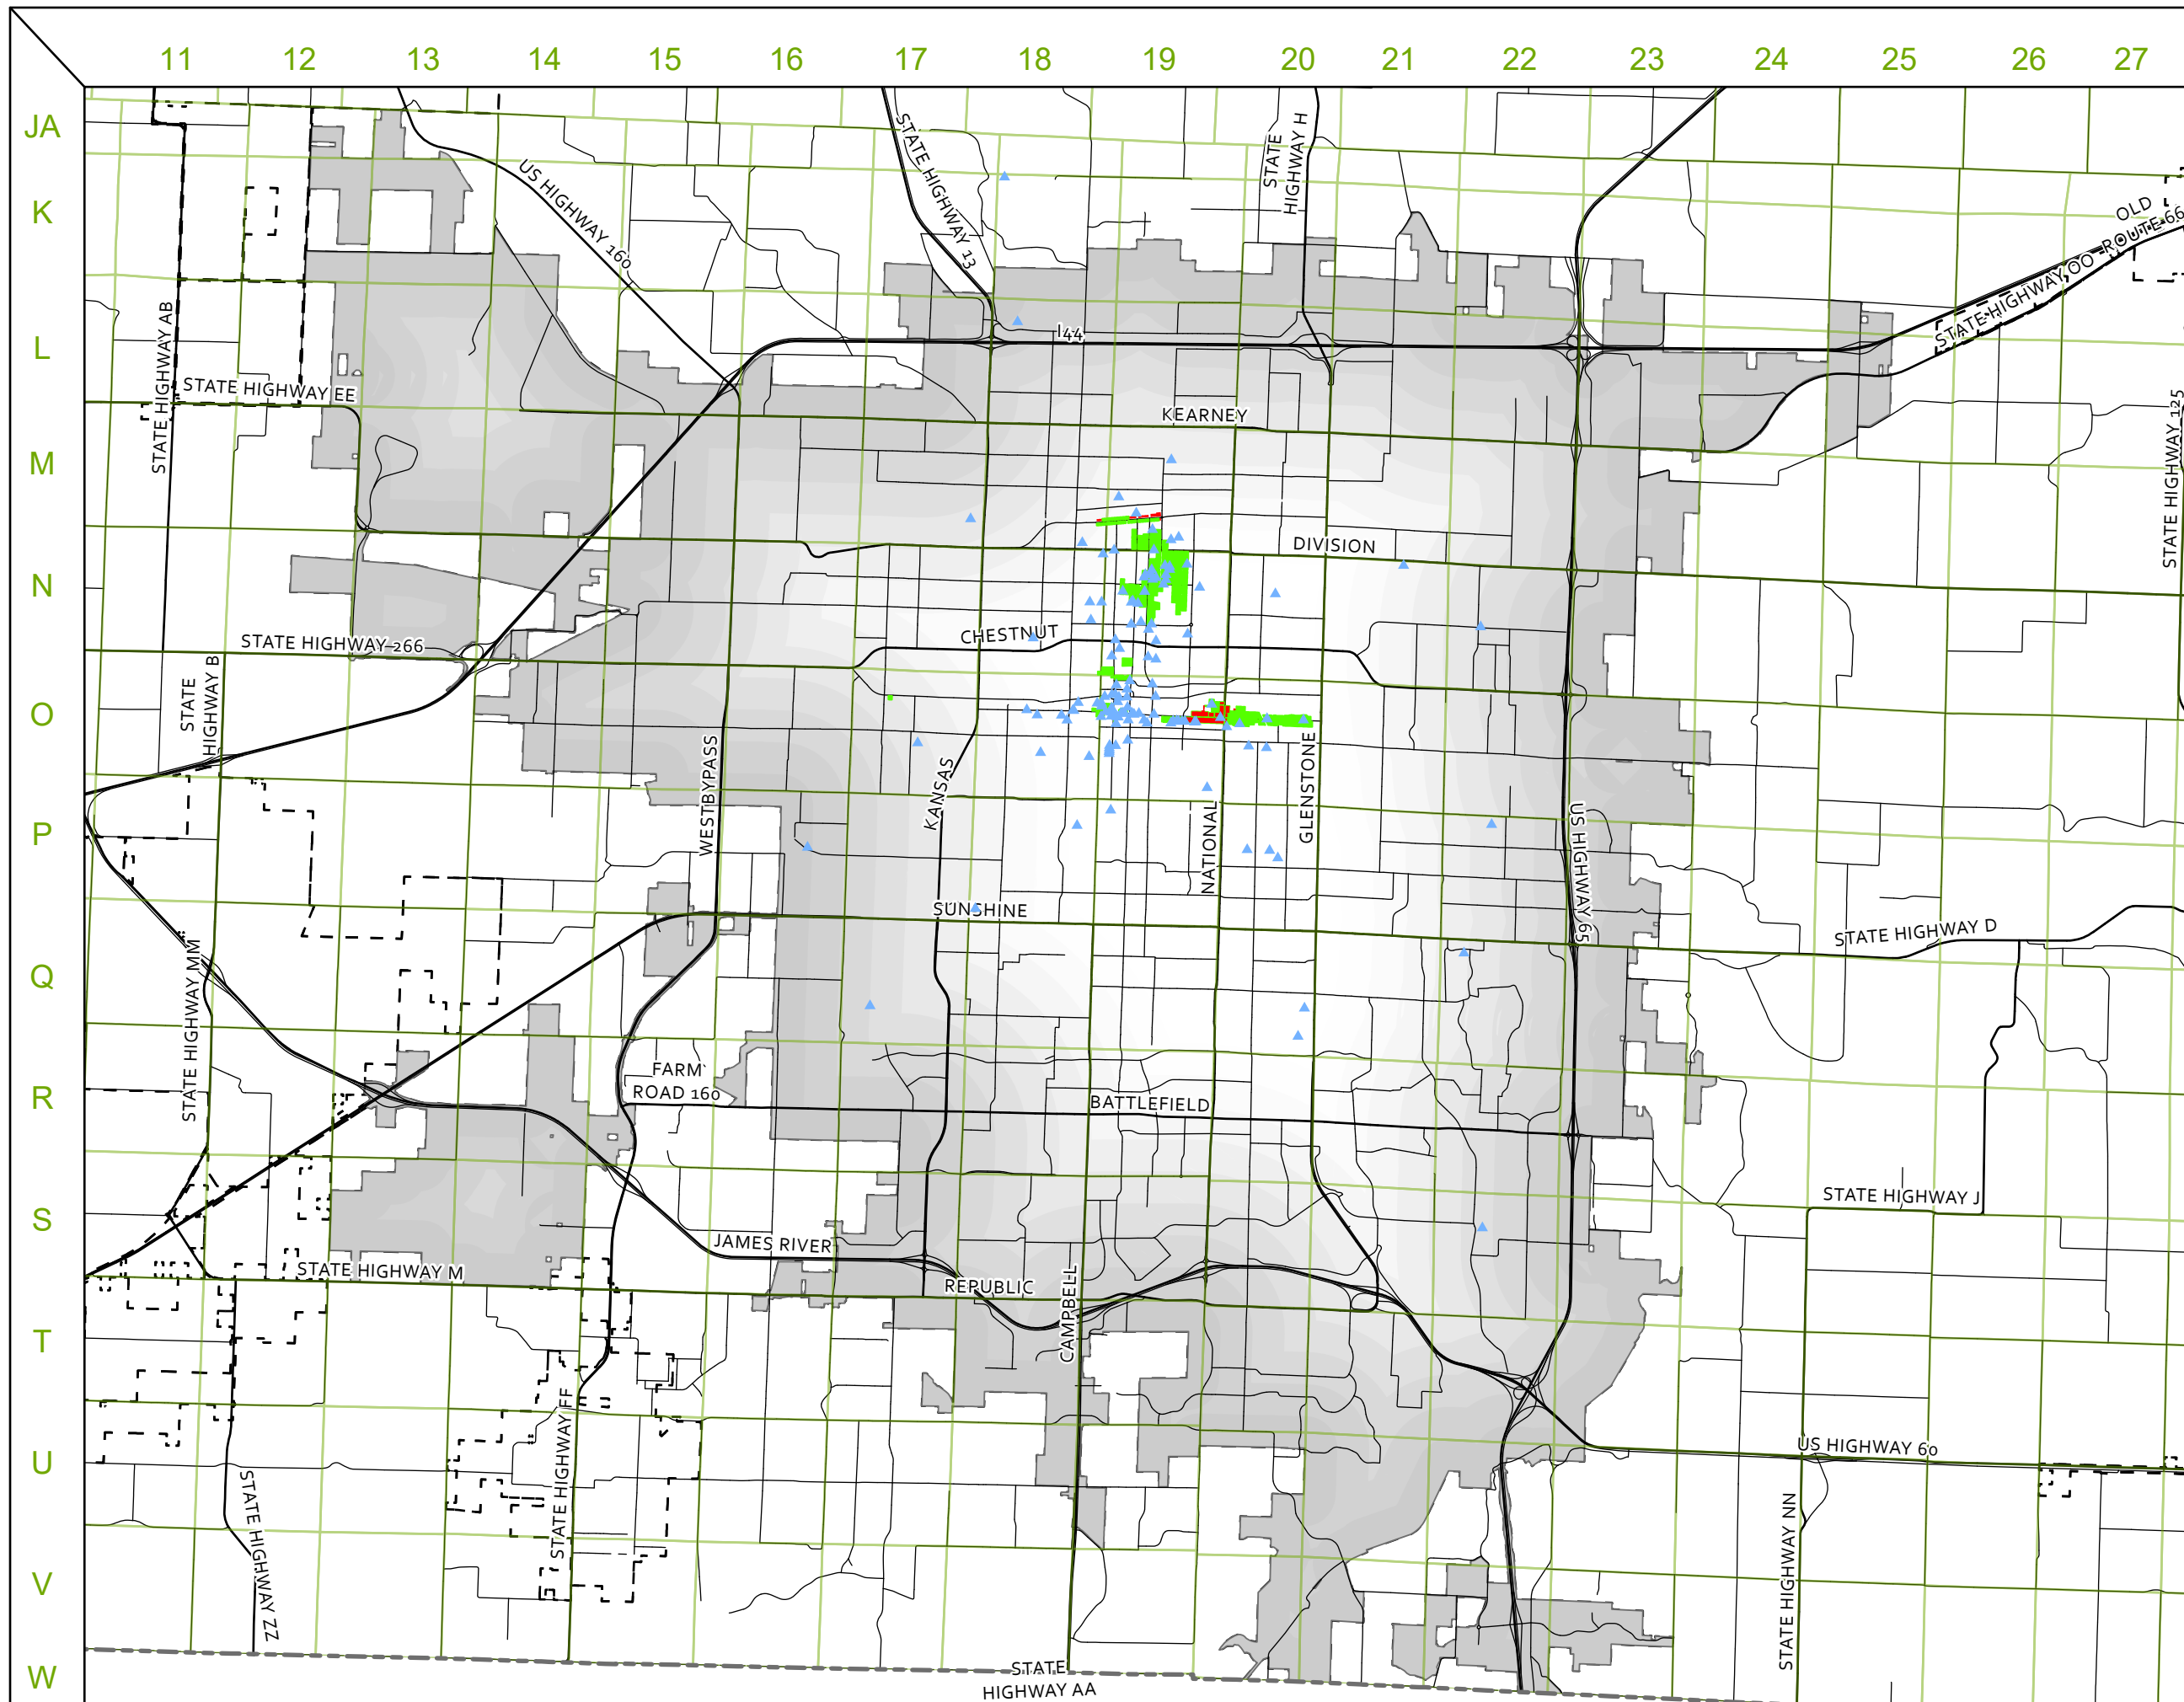 11 12 13 14 15 16 17 18 19 20 21 22 23 24 25 26 27
JA
K
L
M
N
O
P
Q
R
S
T
U
V
W
STATE HIGHWAY 13
STATE
HIGHWAY H
US HIGHWAY 160
OLD
ROUTE 66
STATE HIGHWAY OO
I44
STATE HIGHWAY AB
STATE HIGHWAY EE
KEARNEY
STATE HIGHWAY 125
DIVISION
CHESTNUT
STATE HIGHWAY 266
STATE
HIGHWAY B
WESTBYPASS
KANSAS
NATIONAL
GLENSTONE
US HIGHWAY 65
SUNSHINE
STATE HIGHWAY D
STATE HIGHWAY MM
FARM
ROAD 160
BATTLEFIELD
STATE HIGHWAY J
JAMES RIVER
STATE HIGHWAY M
REPUBLIC
CAMPBELL
STATE HIGHWAY FF
US HIGHWAY 60
STATE HIGHWAY ZZ
STATE HIGHWAY NN
STATE
HIGHWAY AA